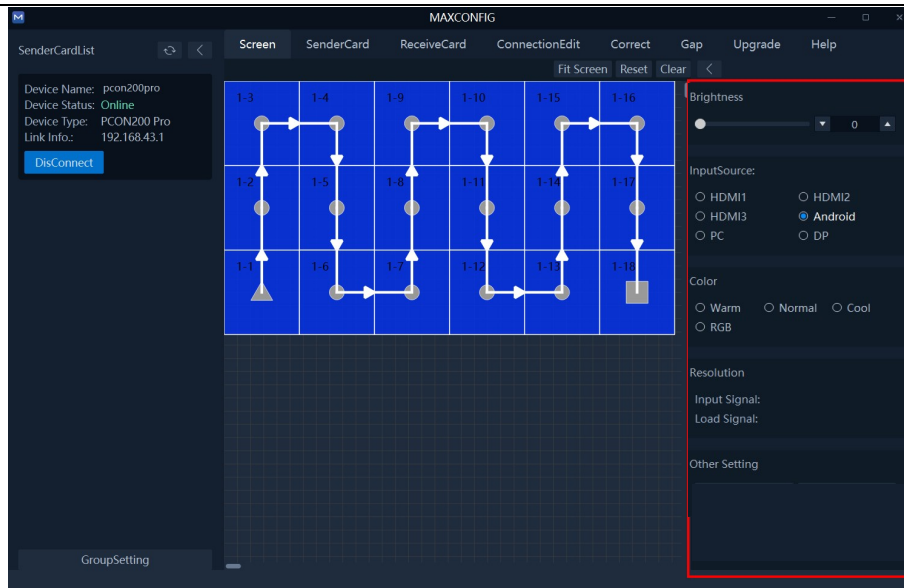 MAXCONFIG
SenderCardList
Screen SenderCard ReceiveCard ConnectionEdit Correct Gap Upgrade Help
Fit Screen Reset Clear
Device Name: pcon200pro
Device Status: Online
Device Type: PCON200 Pro
Link Info.: 192.168.43.1
DisConnect
1-3 1-4 1-9 1-10 1-15 1-16
1-2 1-5 1-8 1-11 1-14 1-17
1-1 1-6 1-7 1-12 1-13 1-18
Brightness
0
InputSource:
HDMI1 HDMI2
HDMI3 Android
PC DP
Color
Warm Normal Cool
RGB
Resolution
Input Signal:
Load Signal:
Other Setting
GroupSetting